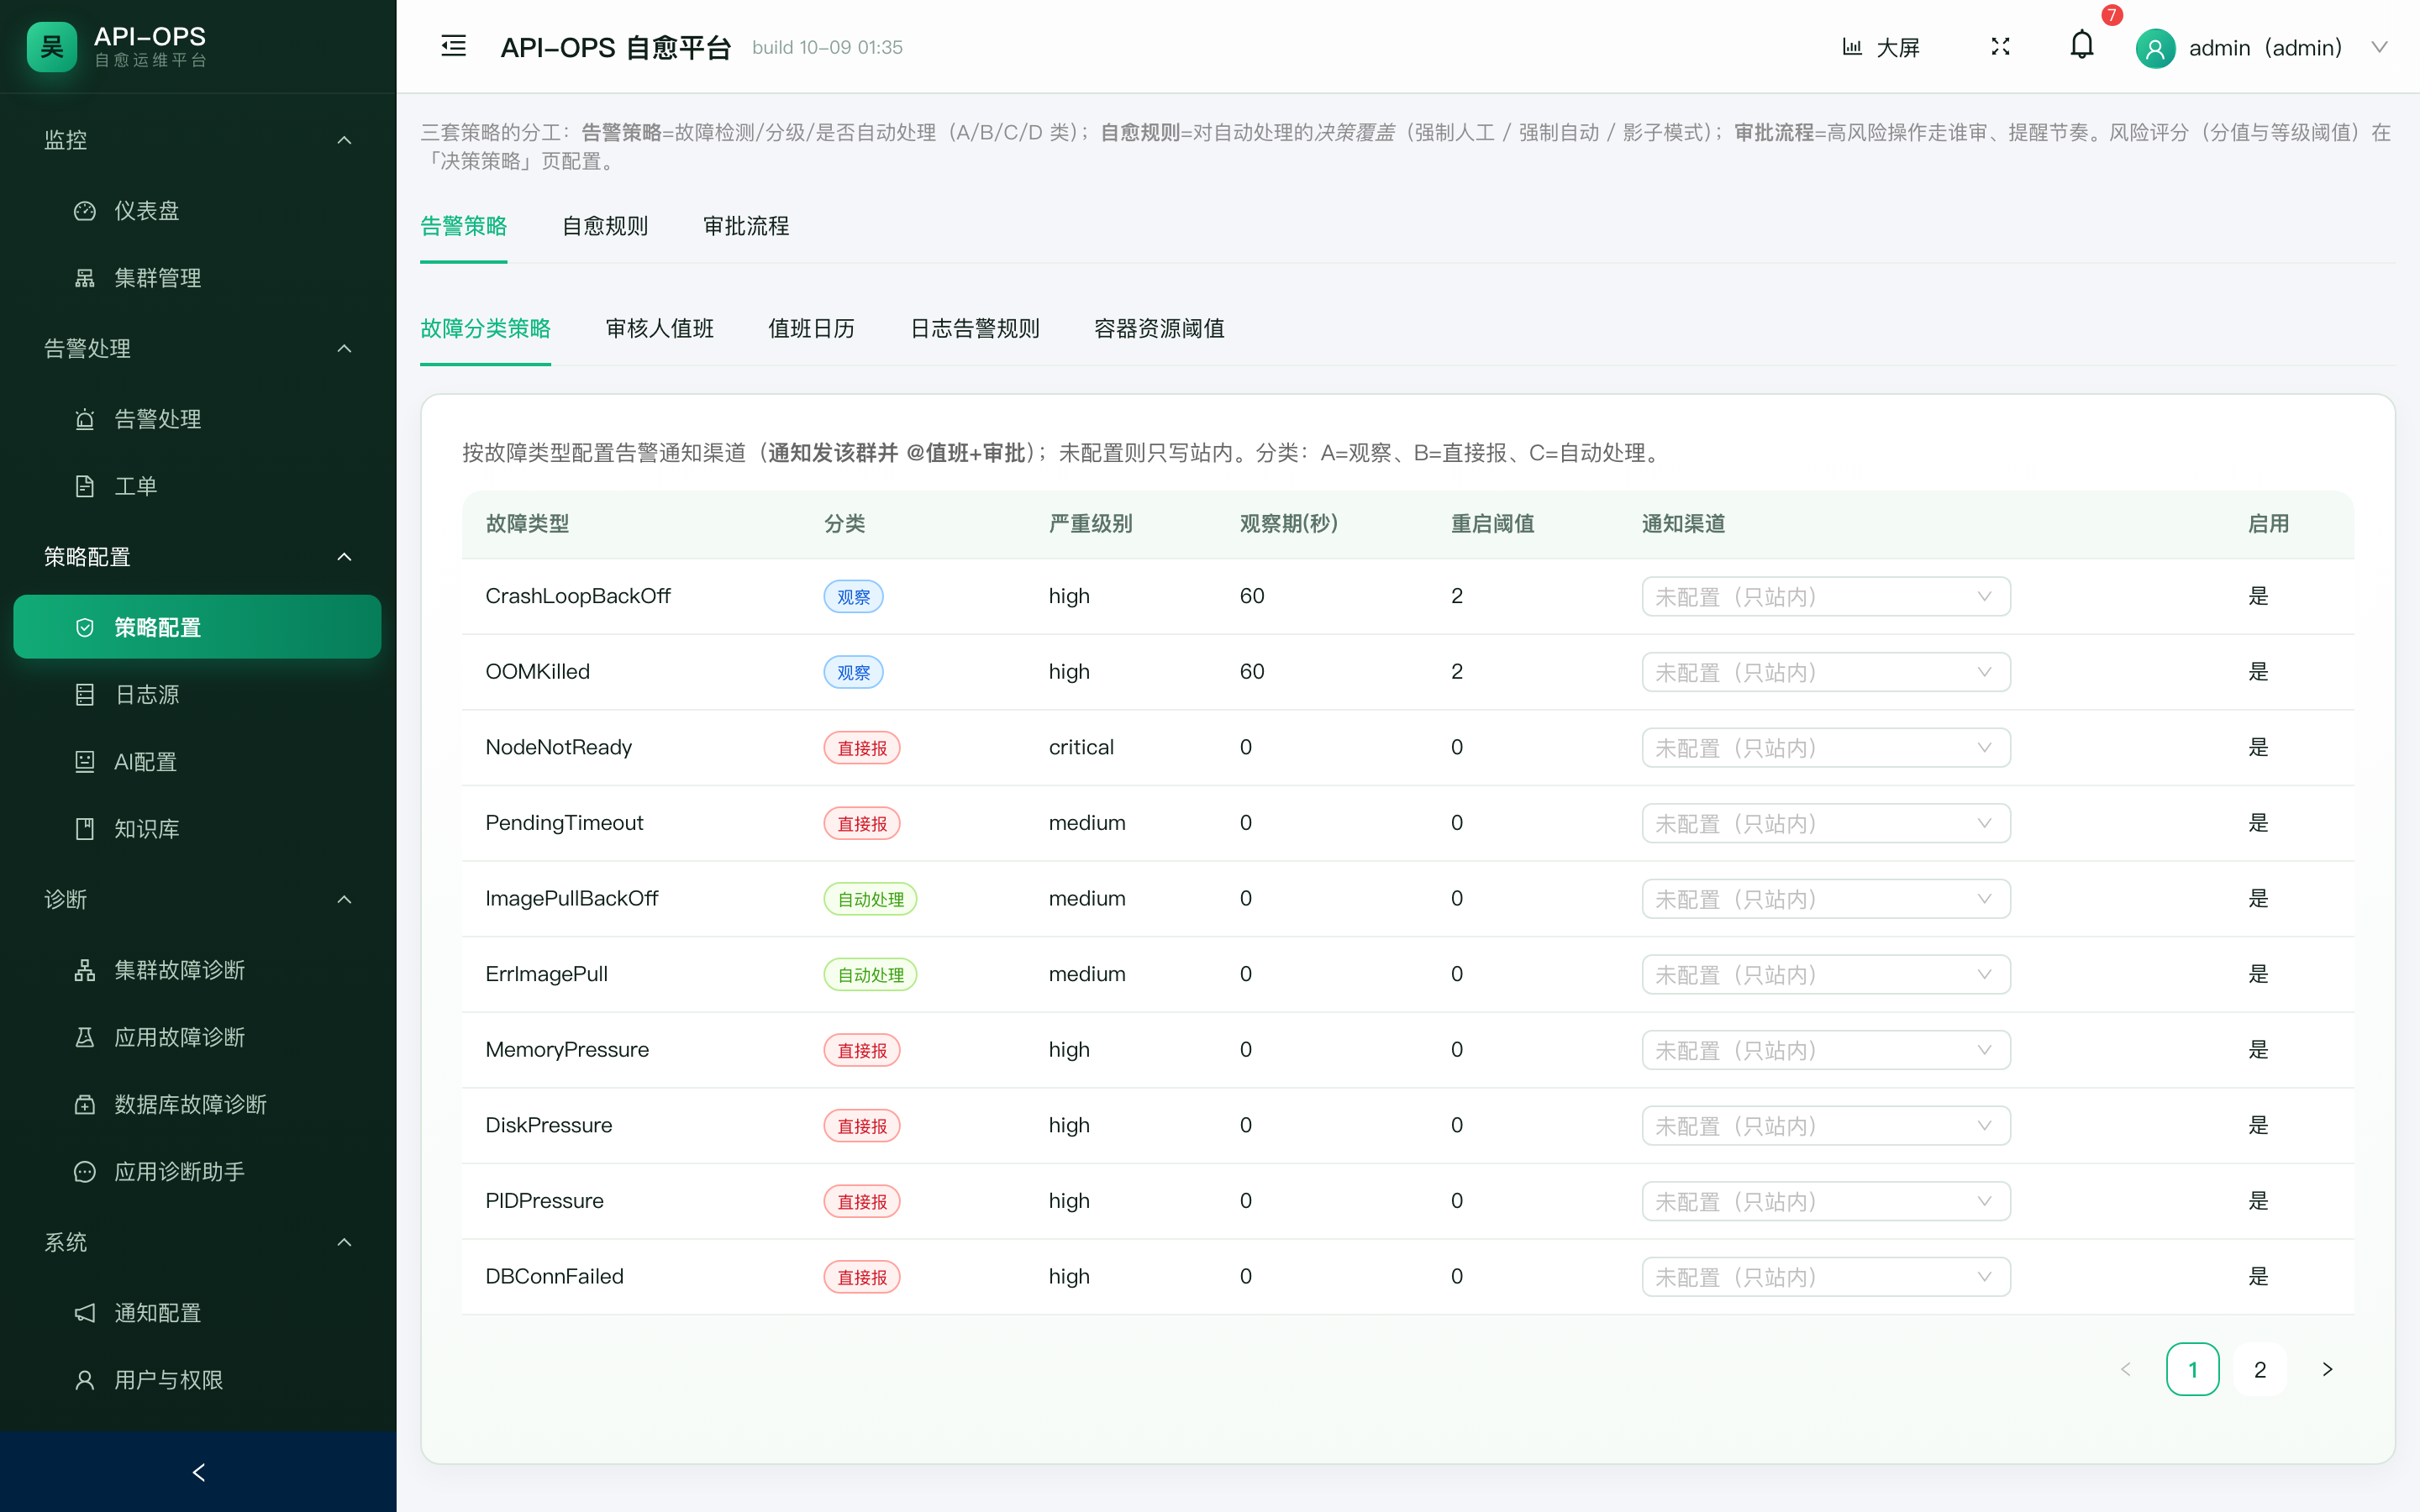 吴
API-OPS
自愈运维平台
监控
仪表盘
集群管理
告警处理
告警处理
工单
策略配置
策略配置
日志源
AI配置
知识库
诊断
集群故障诊断
应用故障诊断
数据库故障诊断
应用诊断助手
系统
通知配置
用户与权限
API-OPS 自愈平台 build 10-09 01:35
大屏
7
admin（admin）
三套策略的分工：告警策略=故障检测/分级/是否自动处理（A/B/C/D 类）；自愈规则=对自动处理的决策覆盖（强制人工 / 强制自动 / 影子模式）；审批流程=高风险操作走谁审、提醒节奏。风险评分（分值与等级阈值）在
「决策策略」页配置。
告警策略 自愈规则 审批流程
故障分类策略 审核人值班 值班日历 日志告警规则 容器资源阈值
按故障类型配置告警通知渠道（通知发该群并 @值班+审批）；未配置则只写站内。分类：A=观察、B=直接报、C=自动处理。
故障类型 分类 严重级别 观察期(秒) 重启阈值 通知渠道 启用
CrashLoopBackOff 观察 high 60 2 未配置（只站内） 是
OOMKilled 观察 high 60 2 未配置（只站内） 是
NodeNotReady 直接报 critical 0 0 未配置（只站内） 是
PendingTimeout 直接报 medium 0 0 未配置（只站内） 是
ImagePullBackOff 自动处理 medium 0 0 未配置（只站内） 是
ErrImagePull 自动处理 medium 0 0 未配置（只站内） 是
MemoryPressure 直接报 high 0 0 未配置（只站内） 是
DiskPressure 直接报 high 0 0 未配置（只站内） 是
PIDPressure 直接报 high 0 0 未配置（只站内） 是
DBConnFailed 直接报 high 0 0 未配置（只站内） 是
1 2